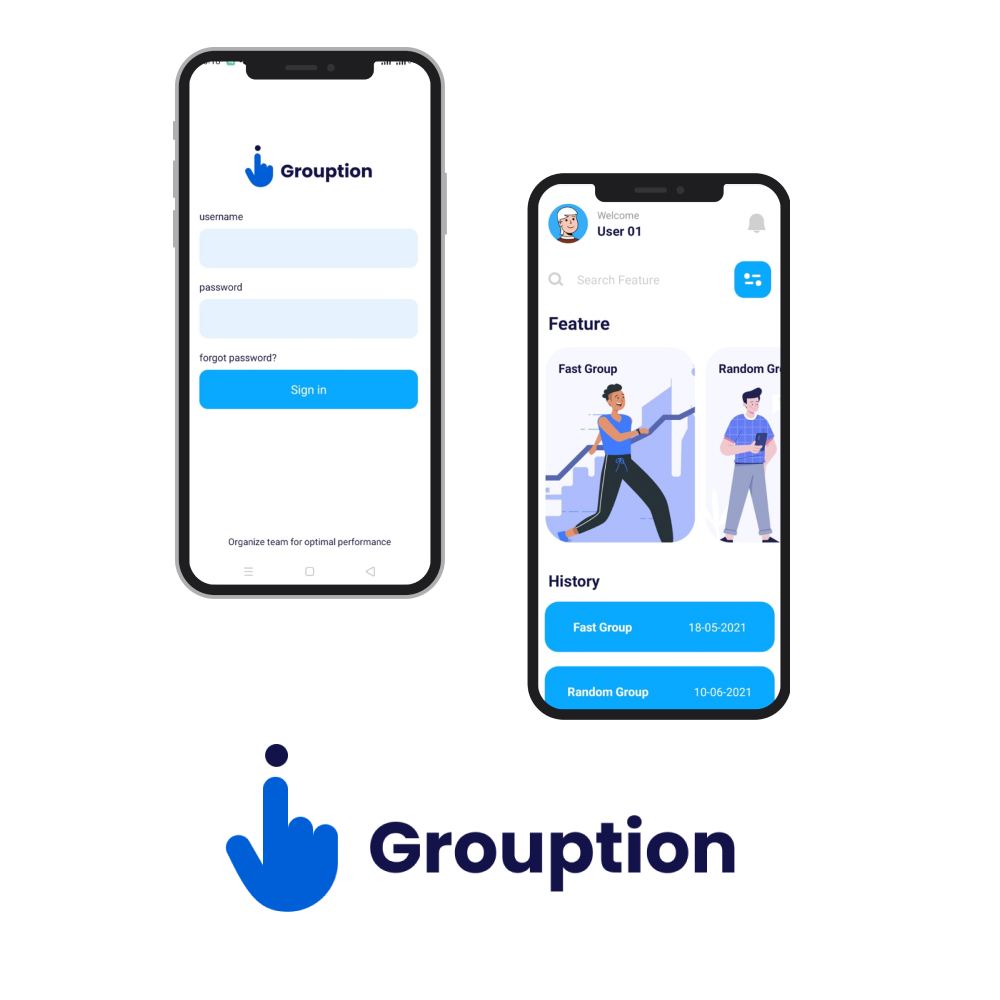 Grouption
username
password
forgot password?
Sign in
Organize team for optimal performance
Welcome
User 01
Search Feature
Feature
Fast Group
Random Gr
History
Fast Group 18-05-2021
Random Group 10-06-2021
Grouption